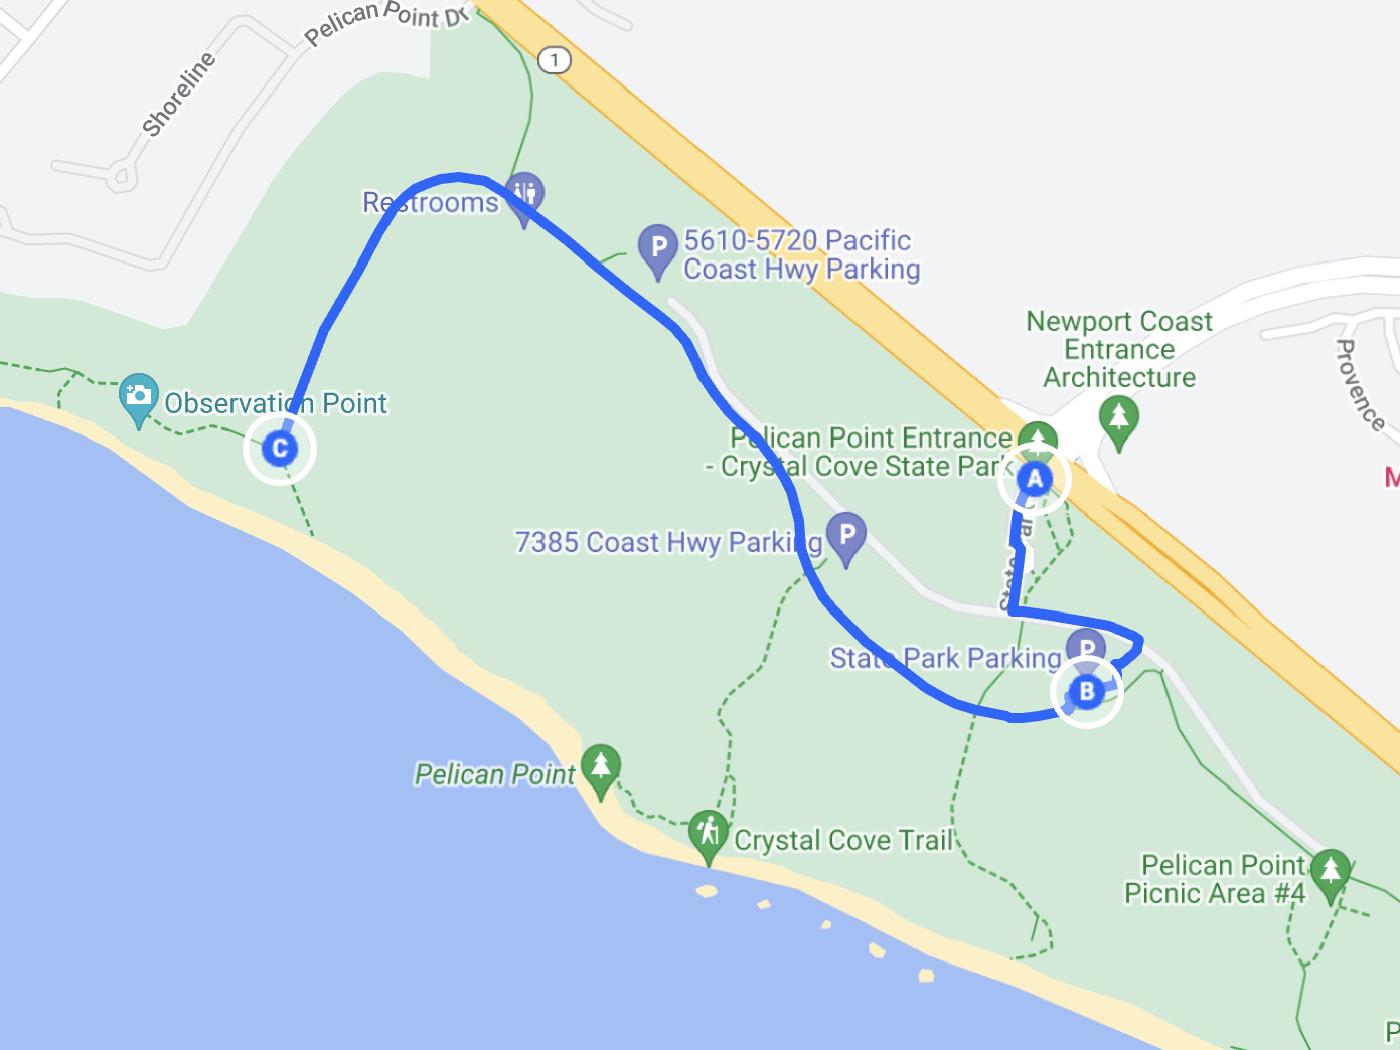 Pelican Point Dr
1
Shoreline
Restrooms
P
5610-5720 Pacific
Coast Hwy Parking
Newport Coast
Entrance
Architecture
Provence
Observation Point
C
Pelican Point Entrance
- Crystal Cove State Park
A
M
7385 Coast Hwy Parking
P
State Par
State Park Parking
P
B
Pelican Point
Crystal Cove Trail
Pelican Point
Picnic Area #4
P